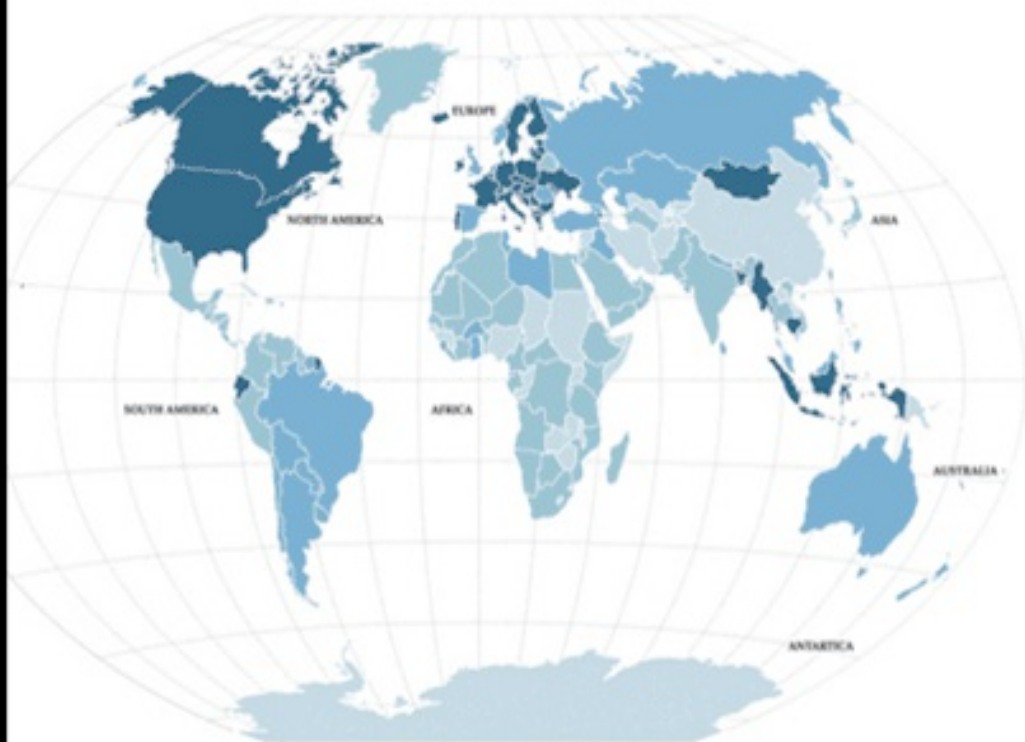 EUROPE
NORTH AMERICA
ASIA
SOUTH AMERICA
AFRICA
AUSTRALIA
ANTARTICA